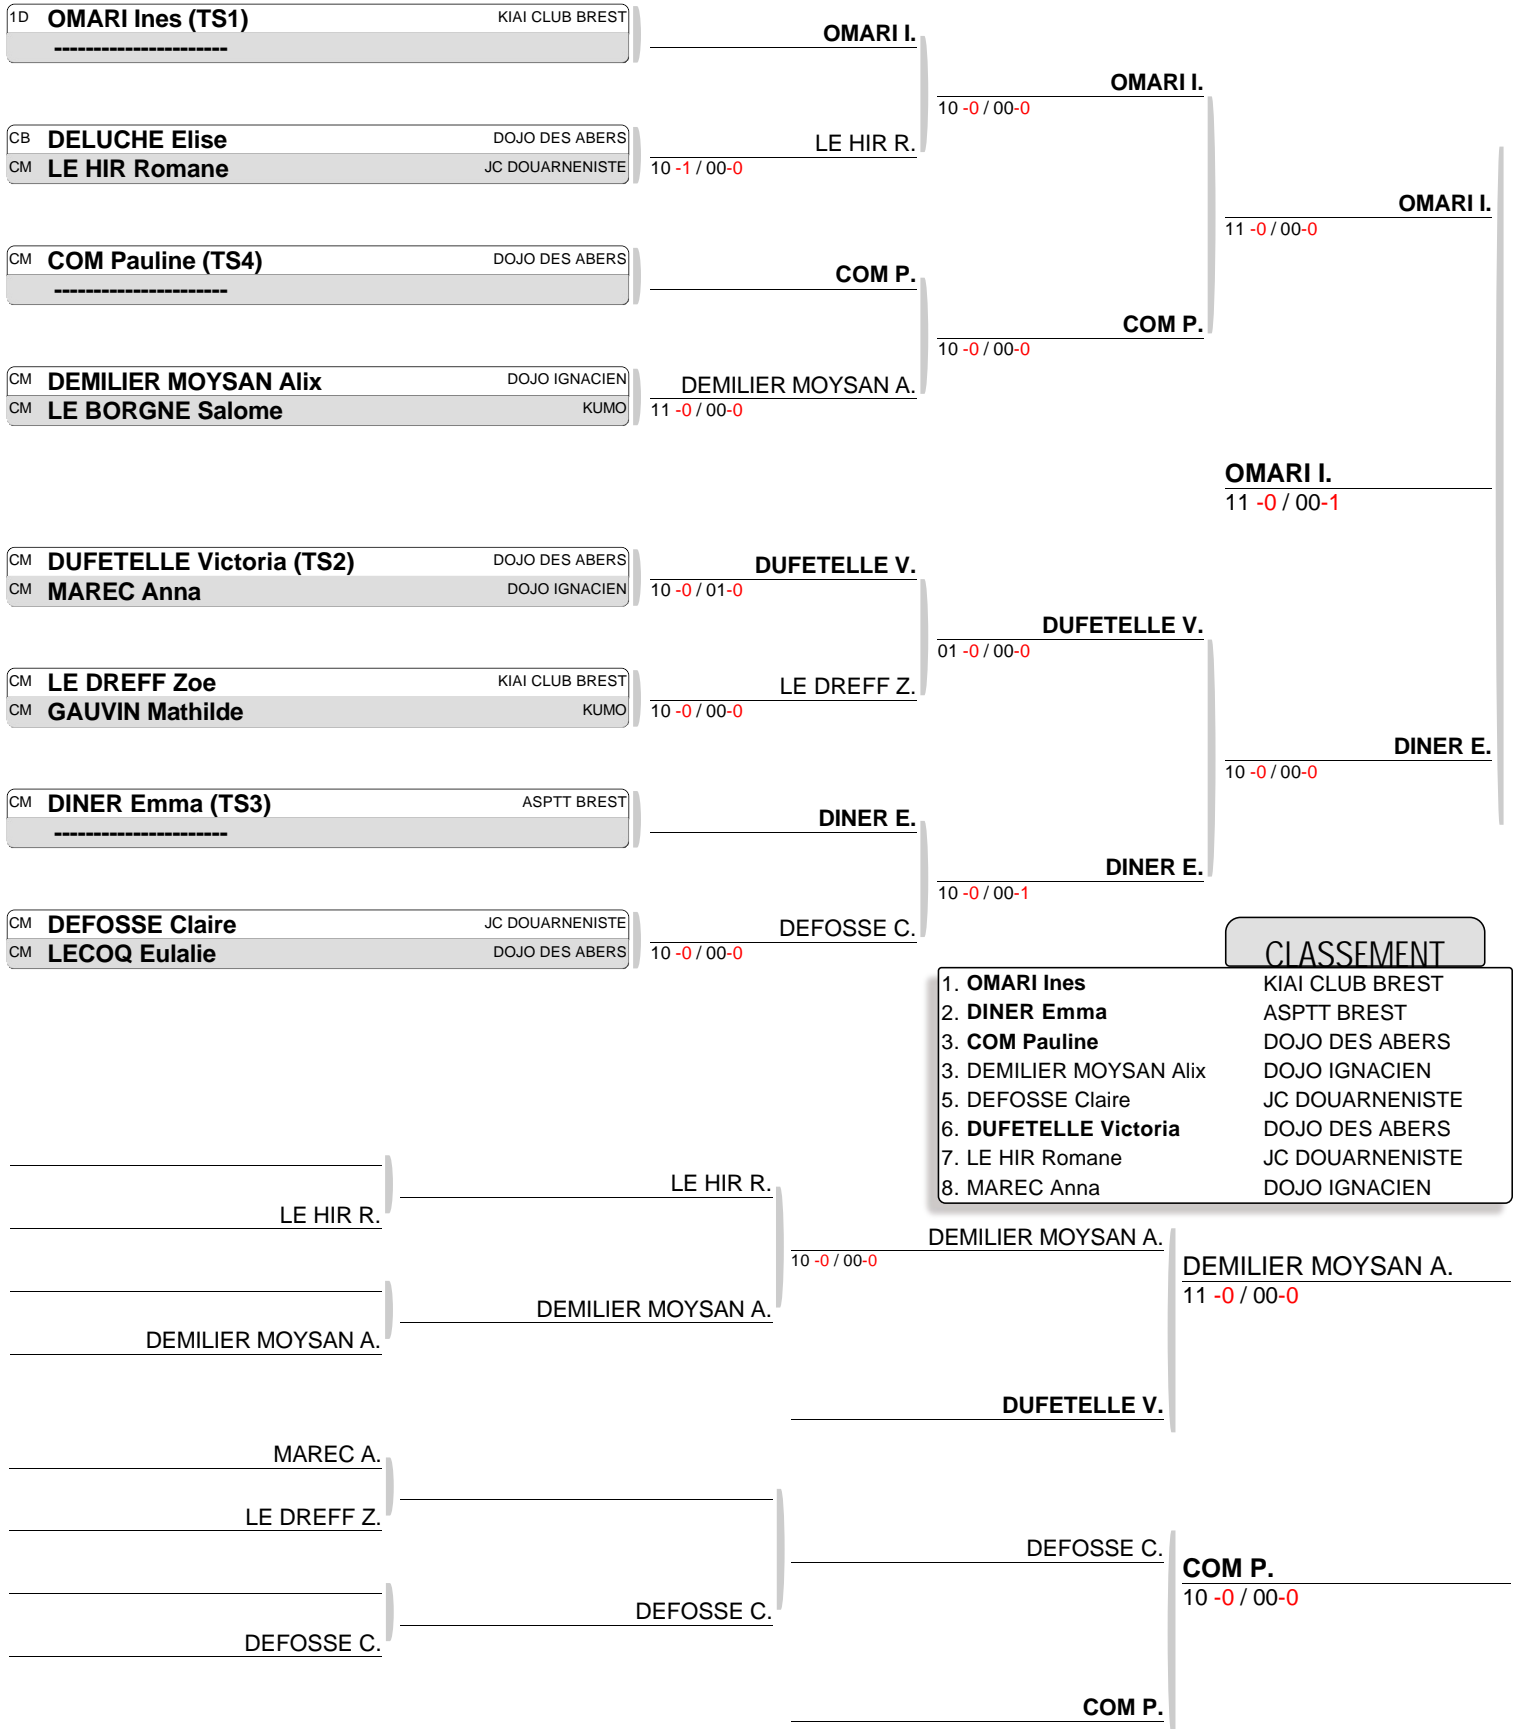 1D OMARI Ines (TS1) KIAI CLUB BREST
----------------------
OMARI I.
OMARI I.
10 -0 / 00-0
CB DELUCHE Elise DOJO DES ABERS
CM LE HIR Romane JC DOUARNENISTE
LE HIR R.
10 -1 / 00-0
OMARI I.
11 -0 / 00-0
CM COM Pauline (TS4) DOJO DES ABERS
----------------------
COM P.
COM P.
10 -0 / 00-0
CM DEMILIER MOYSAN Alix DOJO IGNACIEN
CM LE BORGNE Salome KUMO
DEMILIER MOYSAN A.
11 -0 / 00-0
OMARI I.
11 -0 / 00-1
CM DUFETELLE Victoria (TS2) DOJO DES ABERS
CM MAREC Anna DOJO IGNACIEN
DUFETELLE V.
10 -0 / 01-0
DUFETELLE V.
01 -0 / 00-0
CM LE DREFF Zoe KIAI CLUB BREST
CM GAUVIN Mathilde KUMO
LE DREFF Z.
10 -0 / 00-0
DINER E.
10 -0 / 00-0
CM DINER Emma (TS3) ASPTT BREST
----------------------
DINER E.
DINER E.
10 -0 / 00-1
CM DEFOSSE Claire JC DOUARNENISTE
CM LECOQ Eulalie DOJO DES ABERS
DEFOSSE C.
10 -0 / 00-0
CLASSEMENT
1. OMARI Ines KIAI CLUB BREST
2. DINER Emma ASPTT BREST
3. COM Pauline DOJO DES ABERS
3. DEMILIER MOYSAN Alix DOJO IGNACIEN
5. DEFOSSE Claire JC DOUARNENISTE
6. DUFETELLE Victoria DOJO DES ABERS
7. LE HIR Romane JC DOUARNENISTE
8. MAREC Anna DOJO IGNACIEN
LE HIR R.
LE HIR R.
DEMILIER MOYSAN A.
10 -0 / 00-0
DEMILIER MOYSAN A.
11 -0 / 00-0
DEMILIER MOYSAN A.
DEMILIER MOYSAN A.
DUFETELLE V.
MAREC A.
LE DREFF Z.
DEFOSSE C.
COM P.
10 -0 / 00-0
DEFOSSE C.
DEFOSSE C.
COM P.